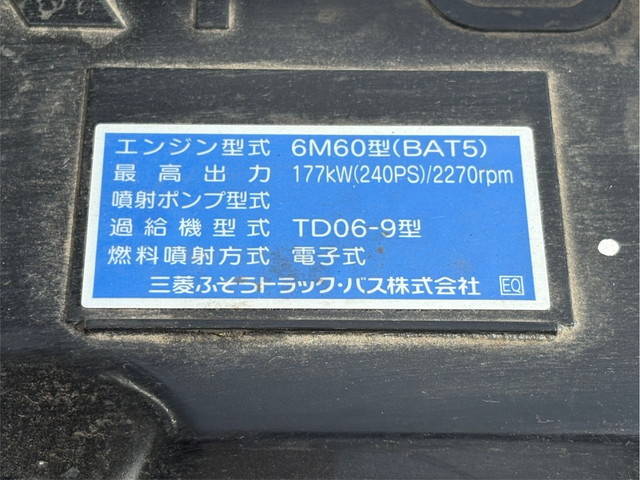 エンジン型式 6M60型(BAT5)
最高出力 177kW(240PS)/2270rpm
噴射ポンプ型式
過給機型式 TD06-9型
燃料噴射方式 電子式
三菱ふそうトラック・バス株式会社 EQ